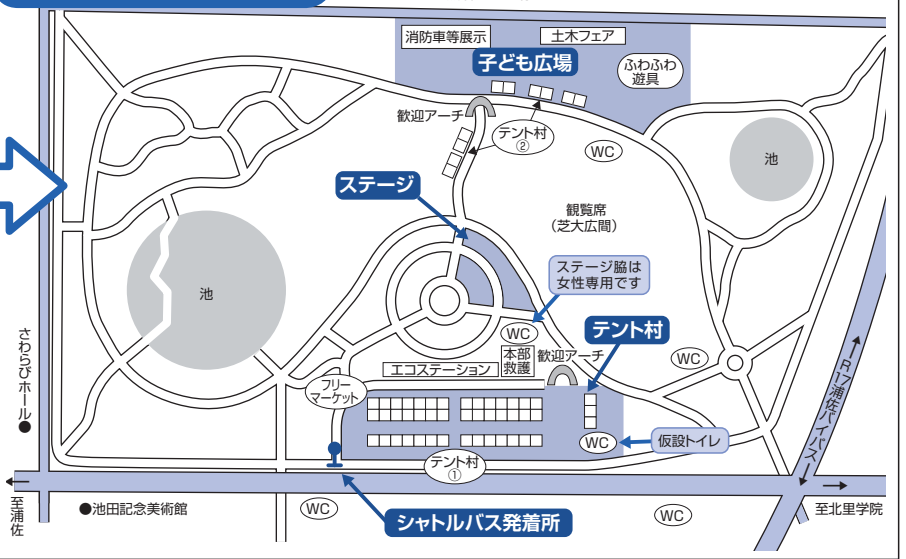 消防車等展示
土木フェア
子ども広場
ふわふわ
遊具
歓迎アーチ
テント村
②
WC
池
ステージ
観覧席
(芝大広間)
ステージ脇は
女性専用です
池
WC
テント村
さわらびホール●
本部
救護
歓迎アーチ
WC
エコステーション
フリー
マーケット
R17浦佐バイパス
WC
仮設トイレ
テント村
①
至浦佐
●池田記念美術館
WC
シャトルバス発着所
WC
至北里学院